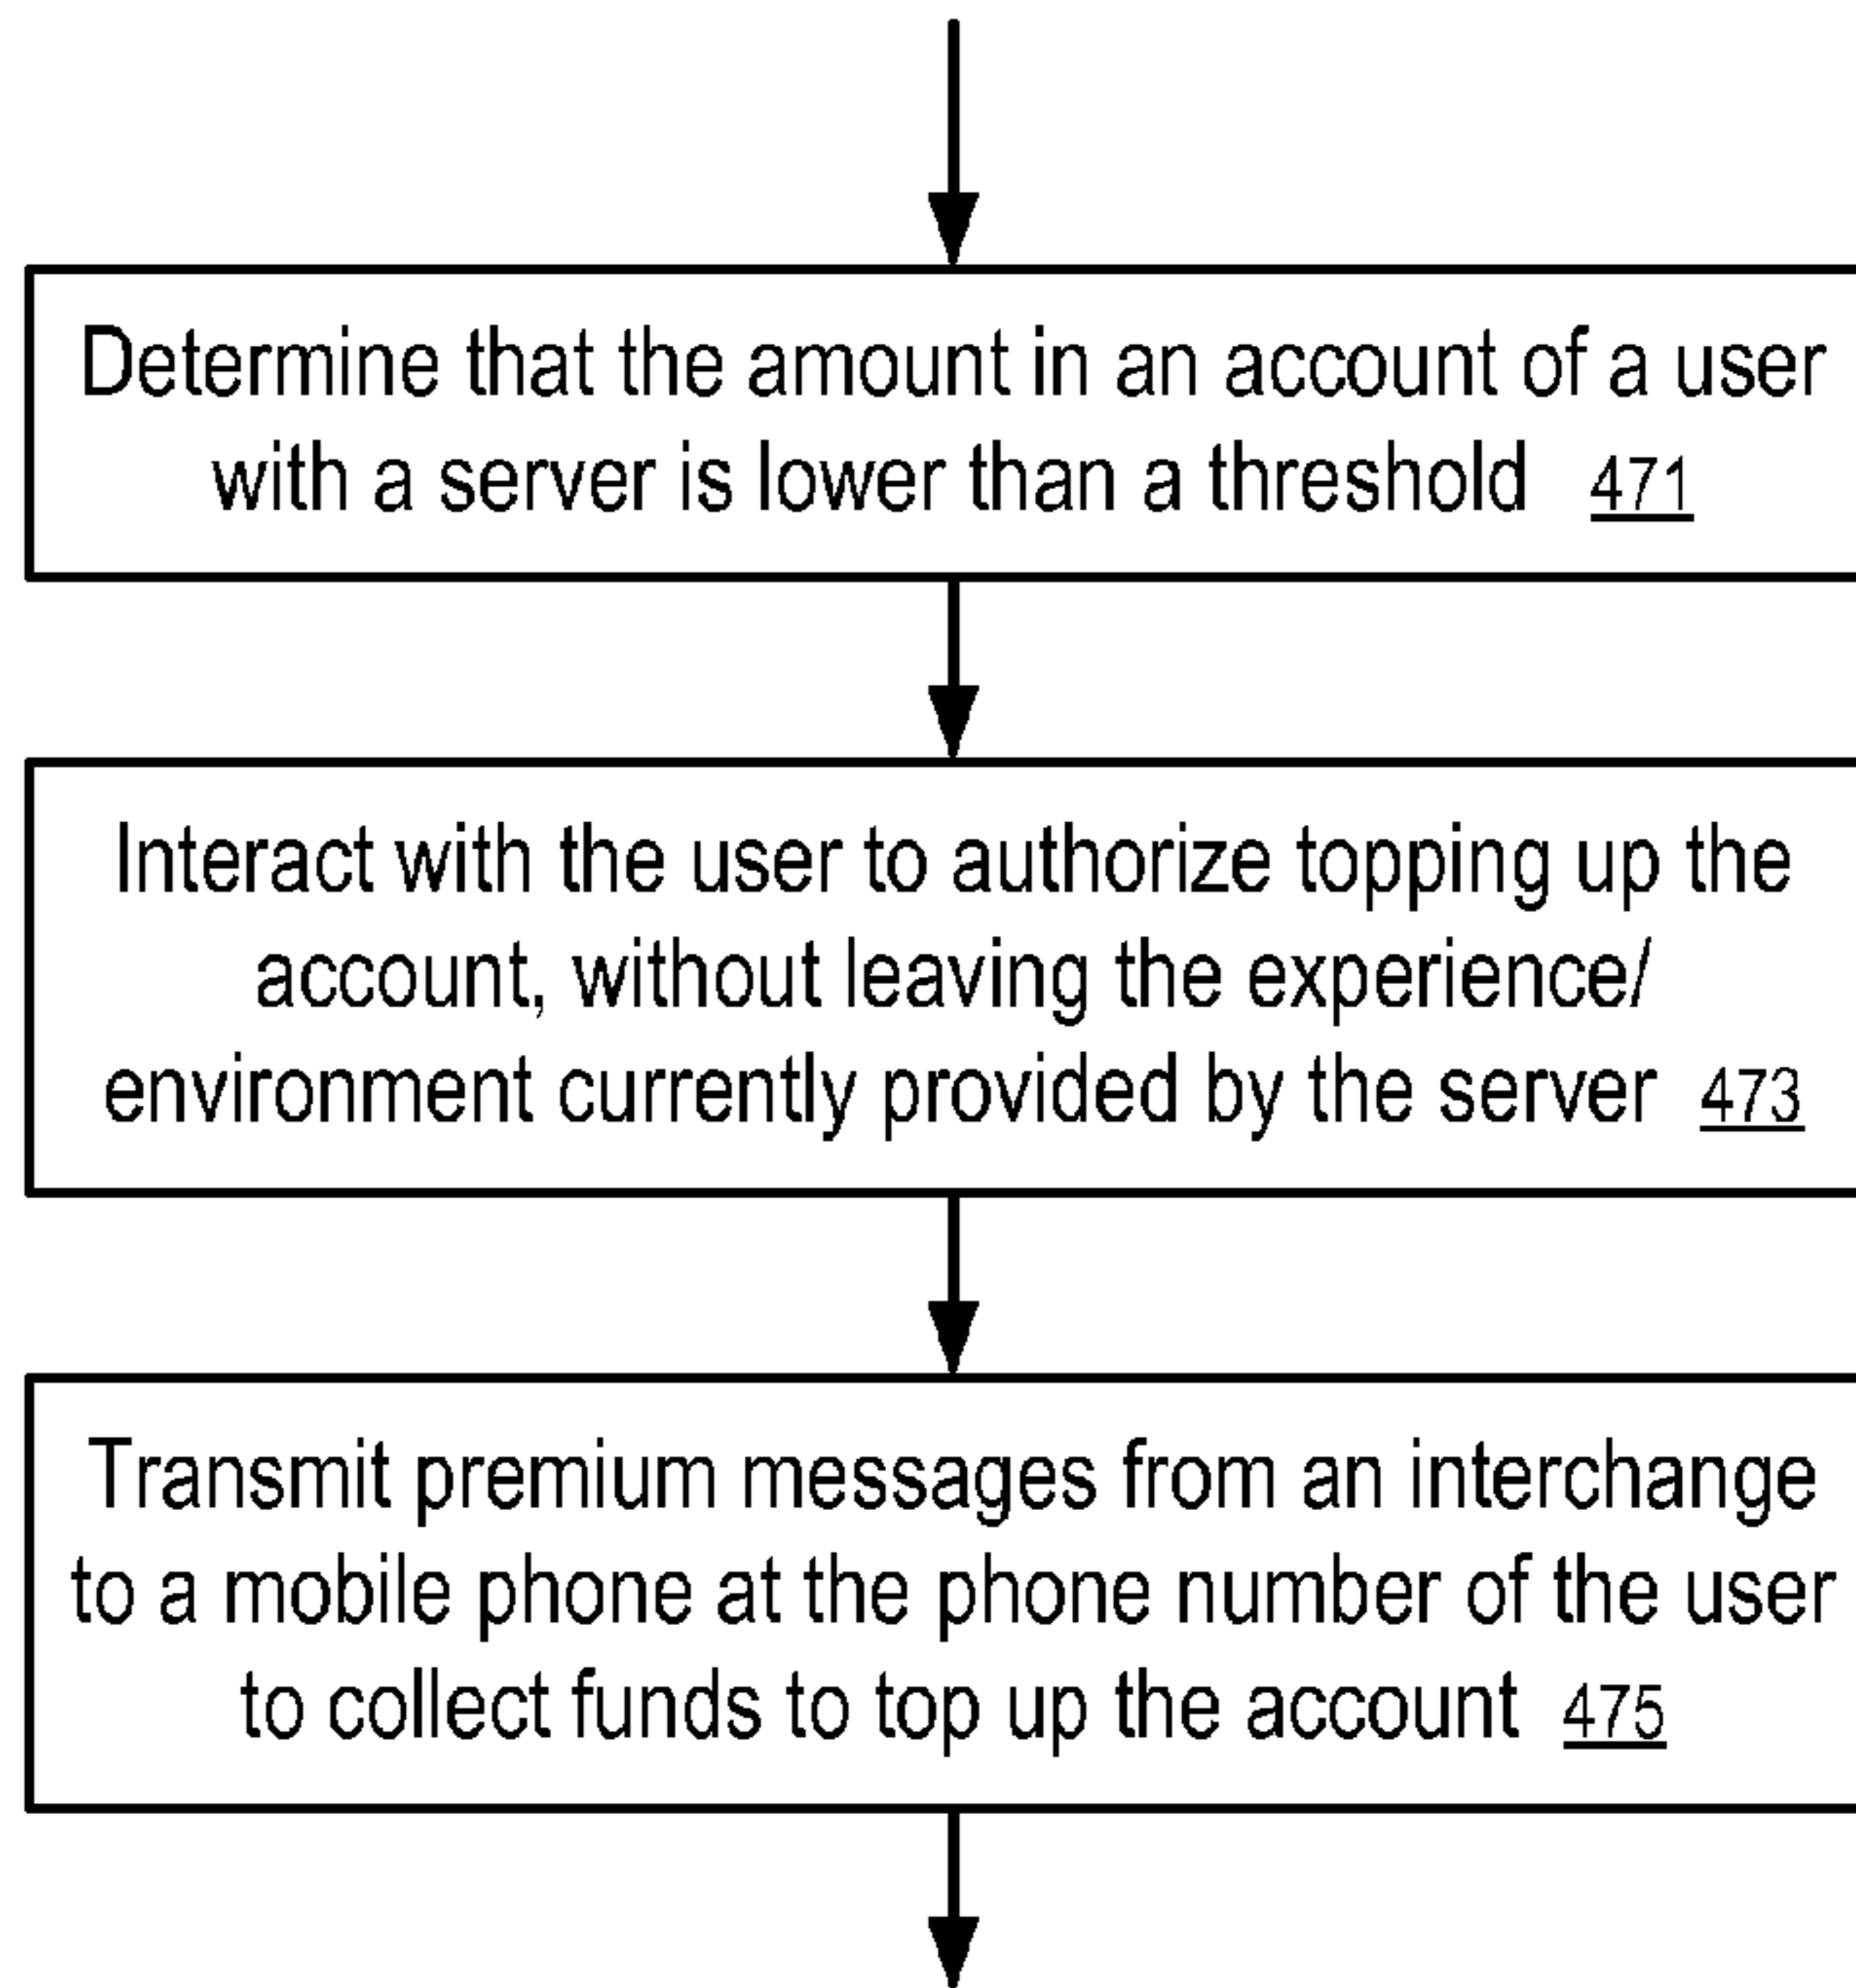 Determine that the amount in an account of a user
with a server is lower than a threshold 471
Interact with the user to authorize topping up the
account, without leaving the experience/
environment currently provided by the server 473
Transmit premium messages from an interchange
to a mobile phone at the phone number of the user
to collect funds to top up the account 475